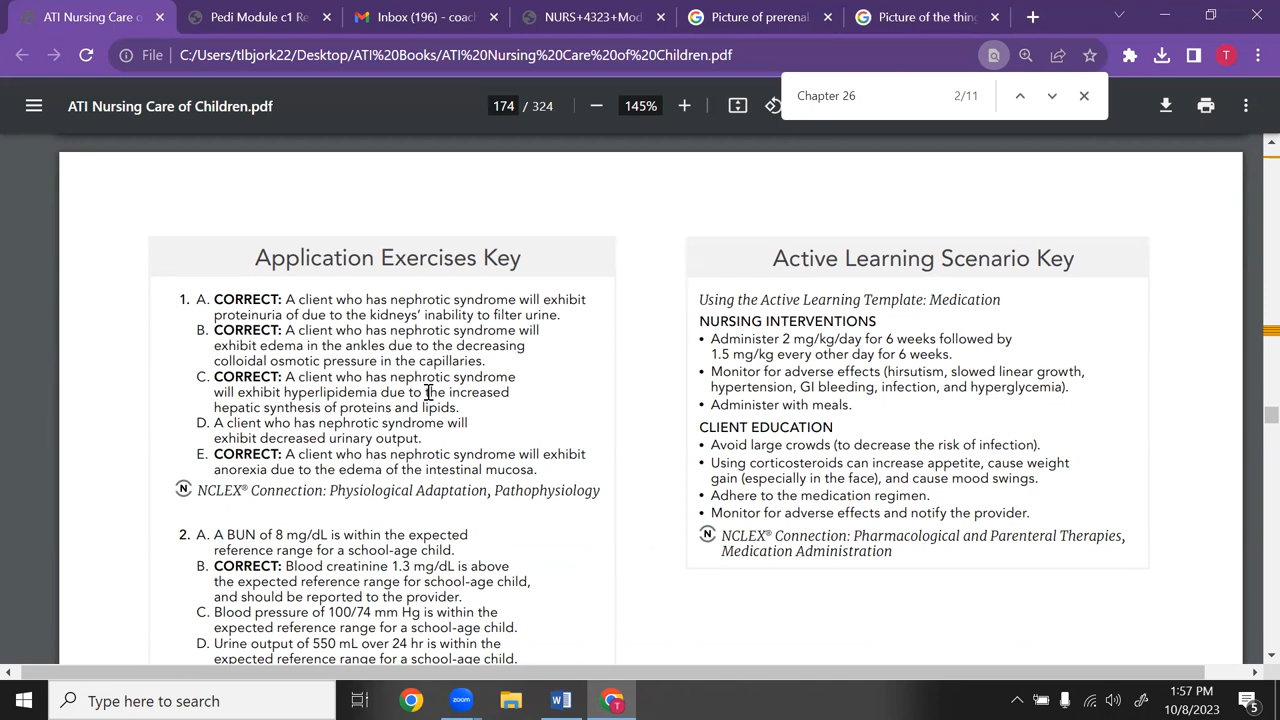 Nursing Care of
Pedi Module c1 Re
Inbox (196) - coac
NURS+4323+Mod
Picture of prerenal
Picture of the thin
File
C:/Users/tlbjork22/Desktop/ATI%20Books/ATI%20Nursing%20Care%20of%20Children.pdf
T
Chapter 26
2/11
ATI Nursing Care of Children.pdf
174 / 324
145%
Application Exercises Key
1. A. CORRECT: A client who has nephrotic syndrome will exhibit
proteinuria of due to the kidneys' inability to filter urine.
B. CORRECT: A client who has nephrotic syndrome will
exhibit edema in the ankles due to the decreasing
colloidal osmotic pressure in the capillaries.
C. CORRECT: A client who has nephrotic syndrome
will exhibit hyperlipidemia due to the increased
hepatic synthesis of proteins and lipids.
D. A client who has nephrotic syndrome will
exhibit decreased urinary output.
E. CORRECT: A client who has nephrotic syndrome will exhibit
anorexia due to the edema of the intestinal mucosa.
N NCLEX® Connection: Physiological Adaptation, Pathophysiology
2. A. A BUN of 8 mg/dL is within the expected
reference range for a school-age child.
B. CORRECT: Blood creatinine 1.3 mg/dL is above
the expected reference range for school-age child,
and should be reported to the provider.
C. Blood pressure of 100/74 mm Hg is within the
expected reference range for a school-age child.
D. Urine output of 550 mL over 24 hr is within the
expected reference range for a school-age child.
Active Learning Scenario Key
Using the Active Learning Template: Medication
NURSING INTERVENTIONS
• Administer 2 mg/kg/day for 6 weeks followed by
1.5 mg/kg every other day for 6 weeks.
• Monitor for adverse effects (hirsutism, slowed linear growth,
hypertension, GI bleeding, infection, and hyperglycemia).
• Administer with meals.
CLIENT EDUCATION
• Avoid large crowds (to decrease the risk of infection).
• Using corticosteroids can increase appetite, cause weight
gain (especially in the face), and cause mood swings.
• Adhere to the medication regimen.
• Monitor for adverse effects and notify the provider.
N NCLEX® Connection: Pharmacological and Parenteral Therapies,
Medication Administration
Type here to search
zoom
T
1:57 PM
10/8/2023
5